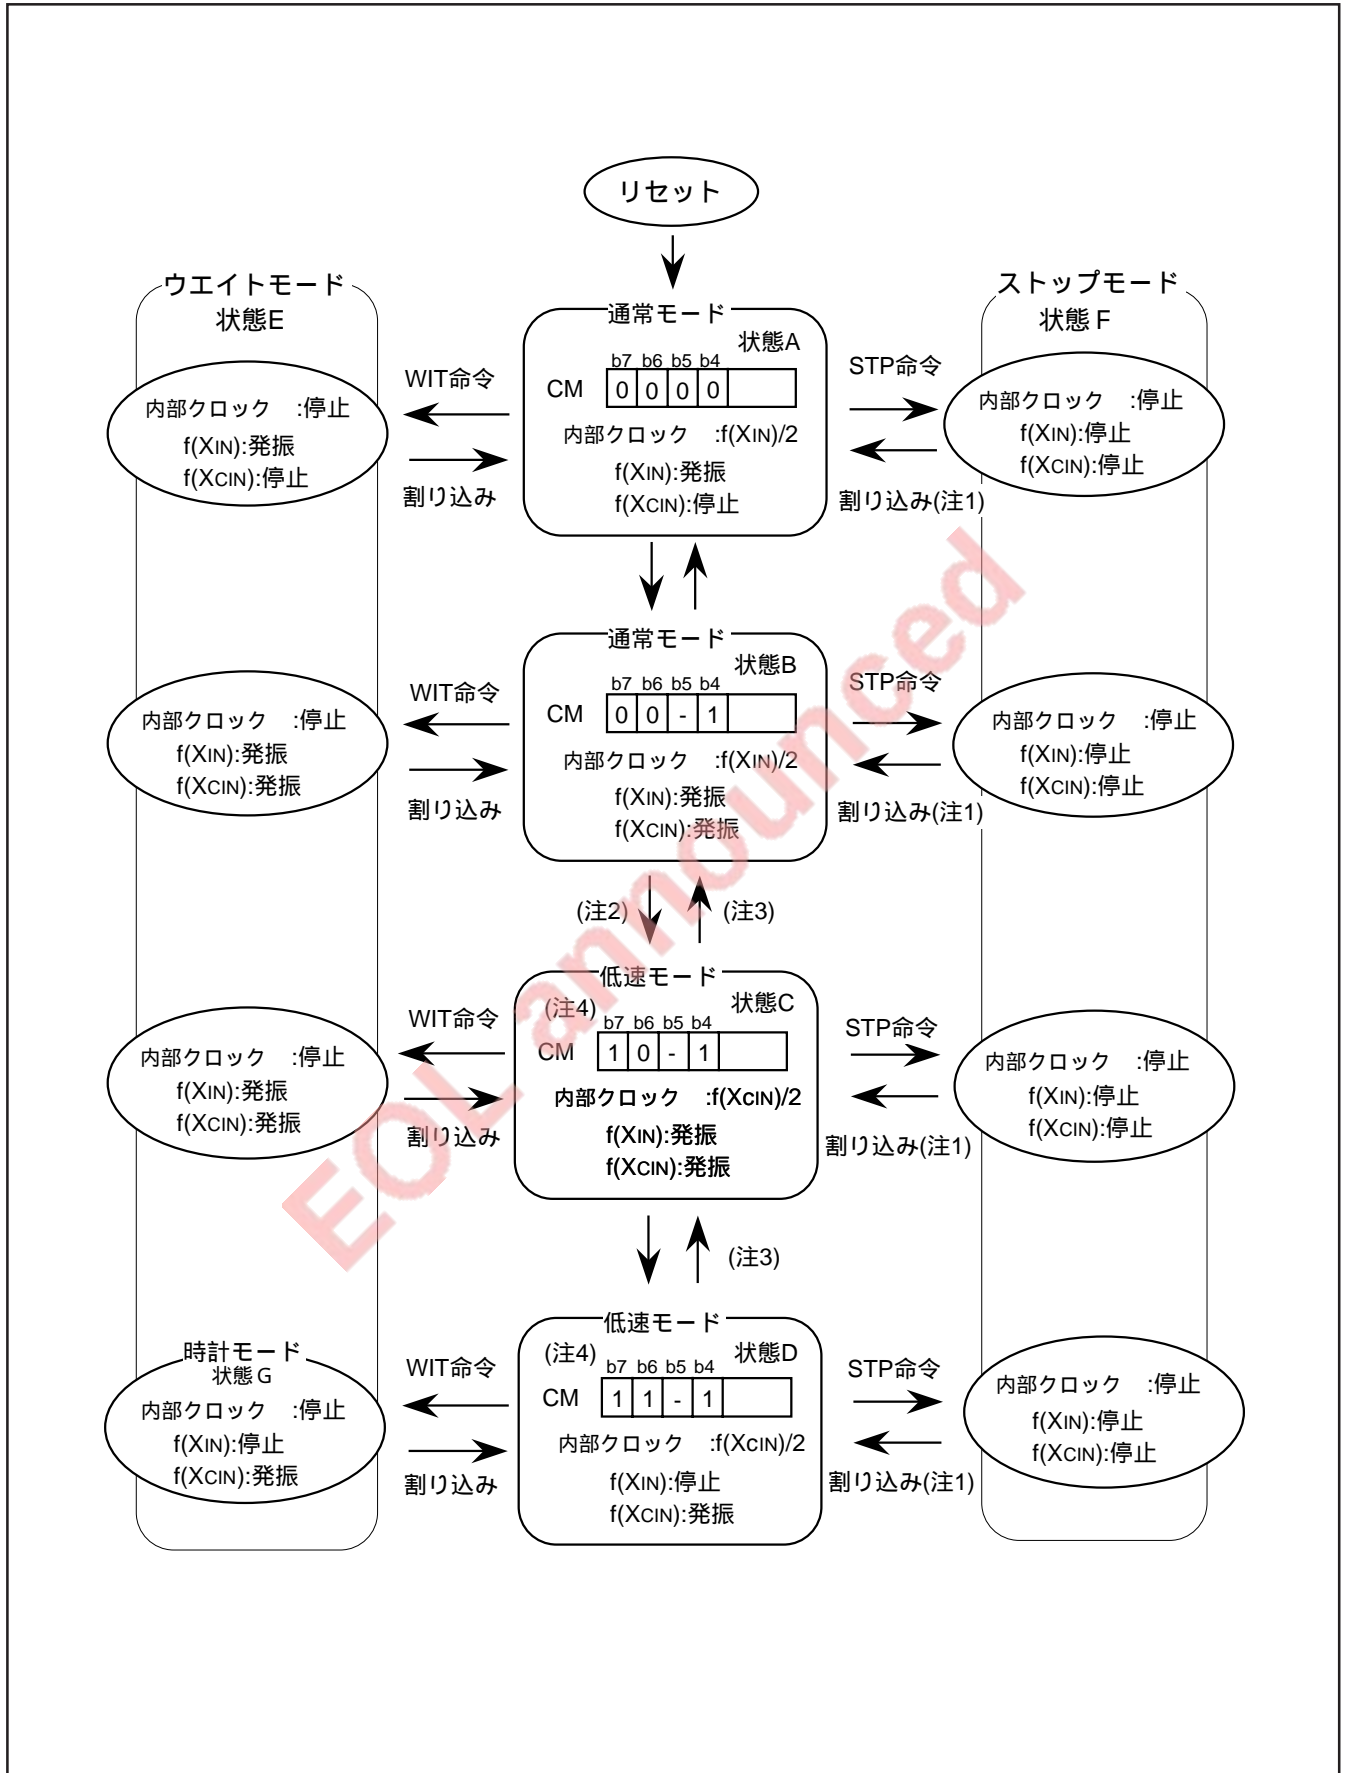 リセット
ウエイトモード
状態E
ストップモード
状態 F
通常モード
状態A
b7 b6 b5 b4
CM 0 0 0 0
内部クロック :f(XIN)/2
f(XIN):発振
f(XCIN):停止
WIT命令
割り込み
内部クロック :停止
f(XIN):発振
f(XCIN):停止
STP命令
割り込み(注1)
内部クロック :停止
f(XIN):停止
f(XCIN):停止
通常モード
状態B
b7 b6 b5 b4
CM 0 0 - 1
内部クロック :f(XIN)/2
f(XIN):発振
f(XCIN):発振
WIT命令
割り込み
内部クロック :停止
f(XIN):発振
f(XCIN):発振
STP命令
割り込み(注1)
内部クロック :停止
f(XIN):停止
f(XCIN):停止
(注2)
(注3)
低速モード
(注4)
状態C
b7 b6 b5 b4
CM 1 0 - 1
内部クロック :f(XCIN)/2
f(XIN):発振
f(XCIN):発振
WIT命令
割り込み
内部クロック :停止
f(XIN):発振
f(XCIN):発振
STP命令
割り込み(注1)
内部クロック :停止
f(XIN):停止
f(XCIN):停止
(注3)
低速モード
(注4)
状態D
b7 b6 b5 b4
CM 1 1 - 1
内部クロック :f(XCIN)/2
f(XIN):停止
f(XCIN):発振
WIT命令
割り込み
時計モード
状態 G
内部クロック :停止
f(XIN):停止
f(XCIN):発振
STP命令
割り込み(注1)
内部クロック :停止
f(XIN):停止
f(XCIN):停止
EOL announced